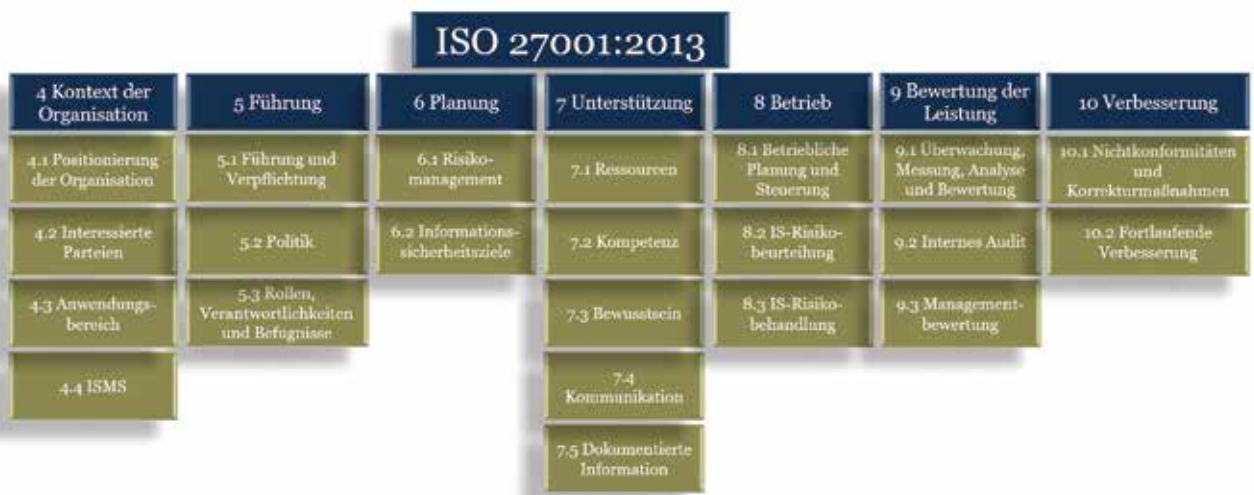 ISO 27001:2013
4 Kontext der
Organisation
4.1 Positionierung
der Organisation
4.2 Interessierte
Parteien
4.3 Anwendungs-
bereich
4.4 ISMS
5 Führung
5.1 Führung und
Verpflichtung
5.2 Politik
5.3 Rollen,
Verantwortlichkeiten
und Befugnisse
6 Planung
6.1 Risiko-
management
6.2 Informations-
sicherheitsziele
7 Unterstützung
7.1 Ressourcen
7.2 Kompetenz
7.3 Bewusstsein
7.4
Kommunikation
7.5 Dokumentierte
Information
8 Betrieb
8.1 Betriebliche
Planung und
Steuerung
8.2 IS-Risiko-
beurteilung
8.3 IS-Risiko-
behandlung
9 Bewertung der
Leistung
9.1 Überwachung,
Messung, Analyse
und Bewertung
9.2 Internes Audit
9.3 Management-
bewertung
10 Verbesserung
10.1 Nichtkonformitäten
und
Korrekturmaßnahmen
10.2 Fortlaufende
Verbesserung